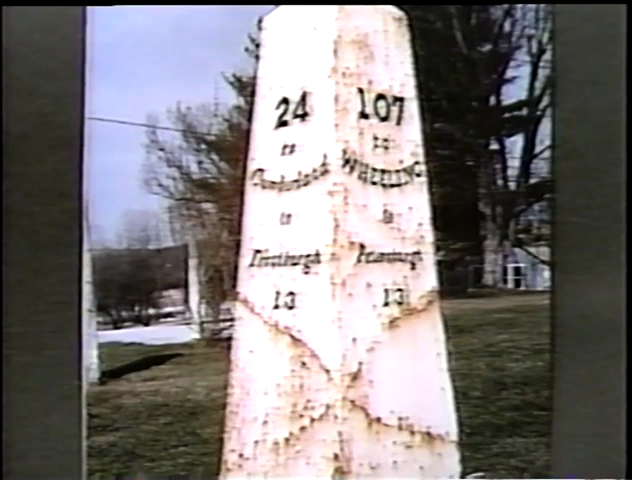 24
to
Cumberland
to
Frostburgh
13
107
to
WHEELING
to
Petersburgh
13